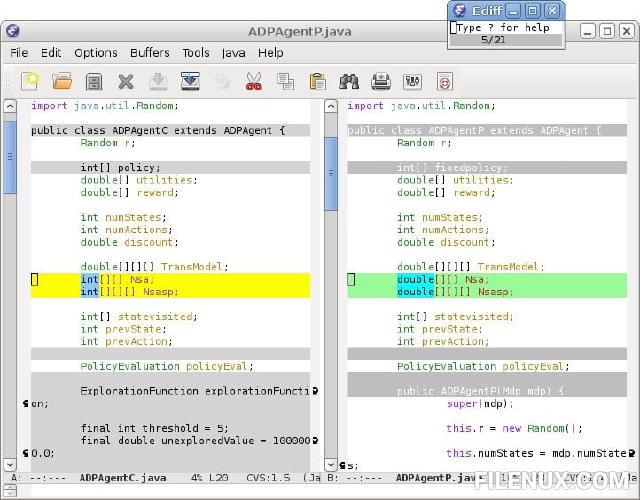 ADPAgentP.java
Ediff
Type ? for help
5/21
File Edit Options Buffers Tools Java Help
import java.util.Random;
public class ADPAgentC extends ADPAgent {
Random r;
int[] policy;
double[] utilities;
double[] reward;
int numStates;
int numActions;
double discount;
double[][][] TransModel;
int[][] Nsa;
int[][][] Nsasp;
int[] statevisited;
int prevState;
int prevAction;
PolicyEvaluation policyEval;
ExplorationFunction explorationFuncti
on;
final int threshold = 5;
final double unexploredValue = 100000
0.0;
A: --:--- ADPAgentC.java 4% L20 CVS:1.5 (Ja
import java.util.Random;
public class ADPAgentP extends ADPAgent {
Random r;
int[] fixedpolicy;
double[] utilities;
double[] reward;
int numStates;
int numActions;
double discount;
double[][][] TransModel;
double[][] Nsa;
double[][][] Nsasp;
int[] statevisited;
int prevState;
int prevAction;
PolicyEvaluation policyEval;
public ADPAgentP(Mdp mdp) {
super(mdp);
this.r = new Random();
this.numStates = mdp.numState
s;
B: --:--- ADPAgentP.java
FILENUX.COM